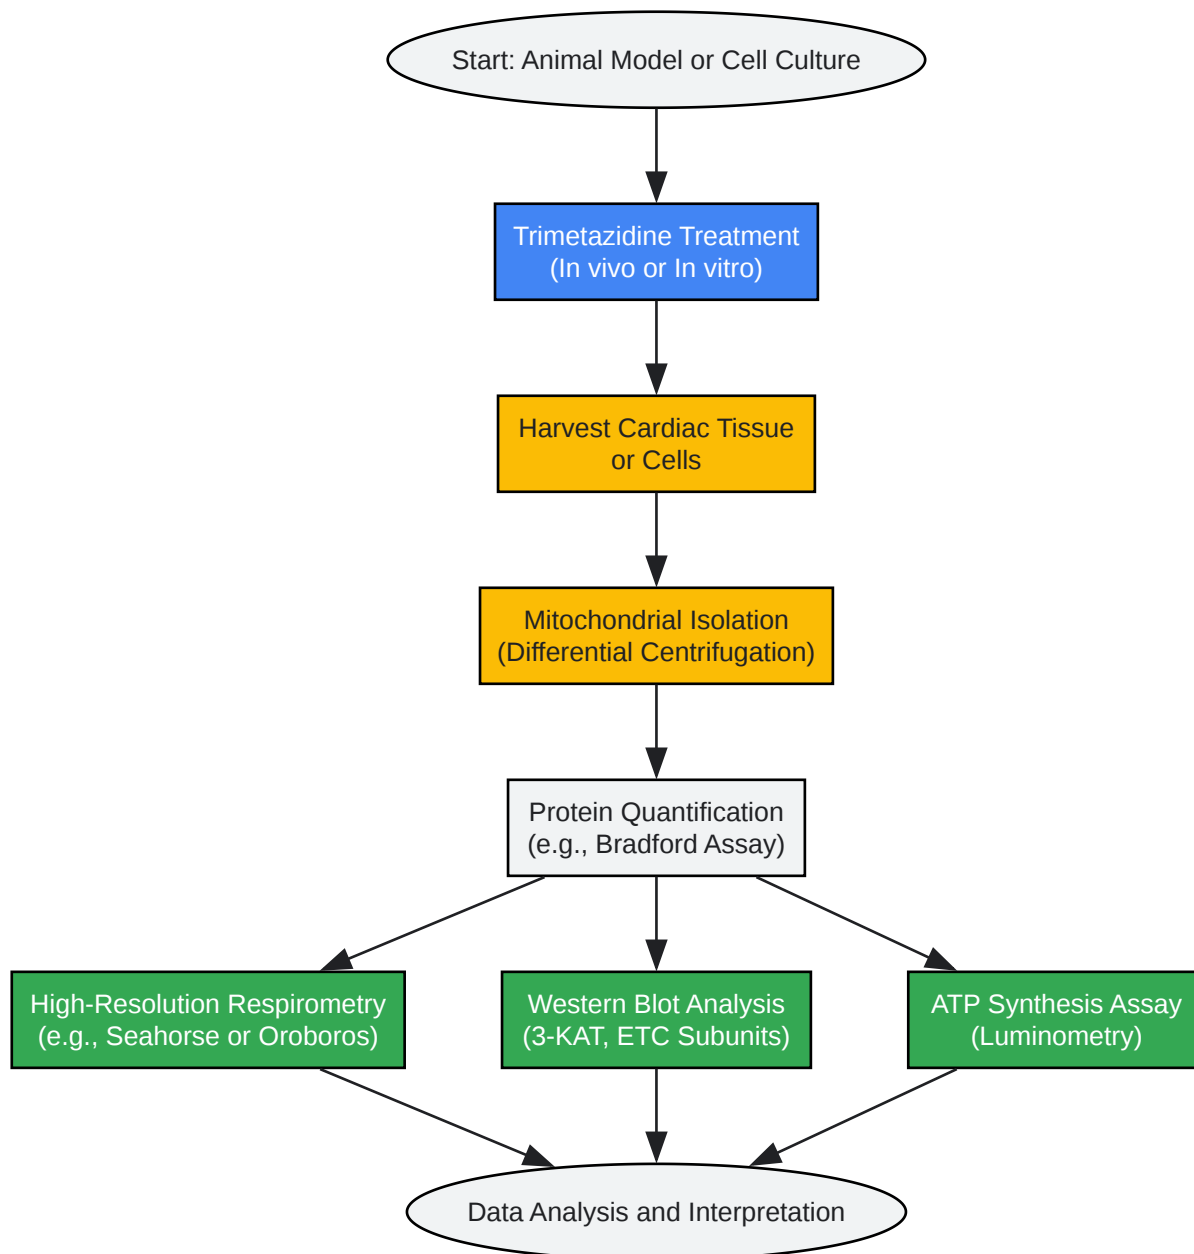 Start: Animal Model or Cell Culture
Trimetazidine Treatment
(In vivo or In vitro)
Harvest Cardiac Tissue
or Cells
Mitochondrial Isolation
(Differential Centrifugation)
Protein Quantification
(e.g., Bradford Assay)
High-Resolution Respirometry
(e.g., Seahorse or Oroboros)
Western Blot Analysis
(3-KAT, ETC Subunits)
ATP Synthesis Assay
(Luminometry)
Data Analysis and Interpretation